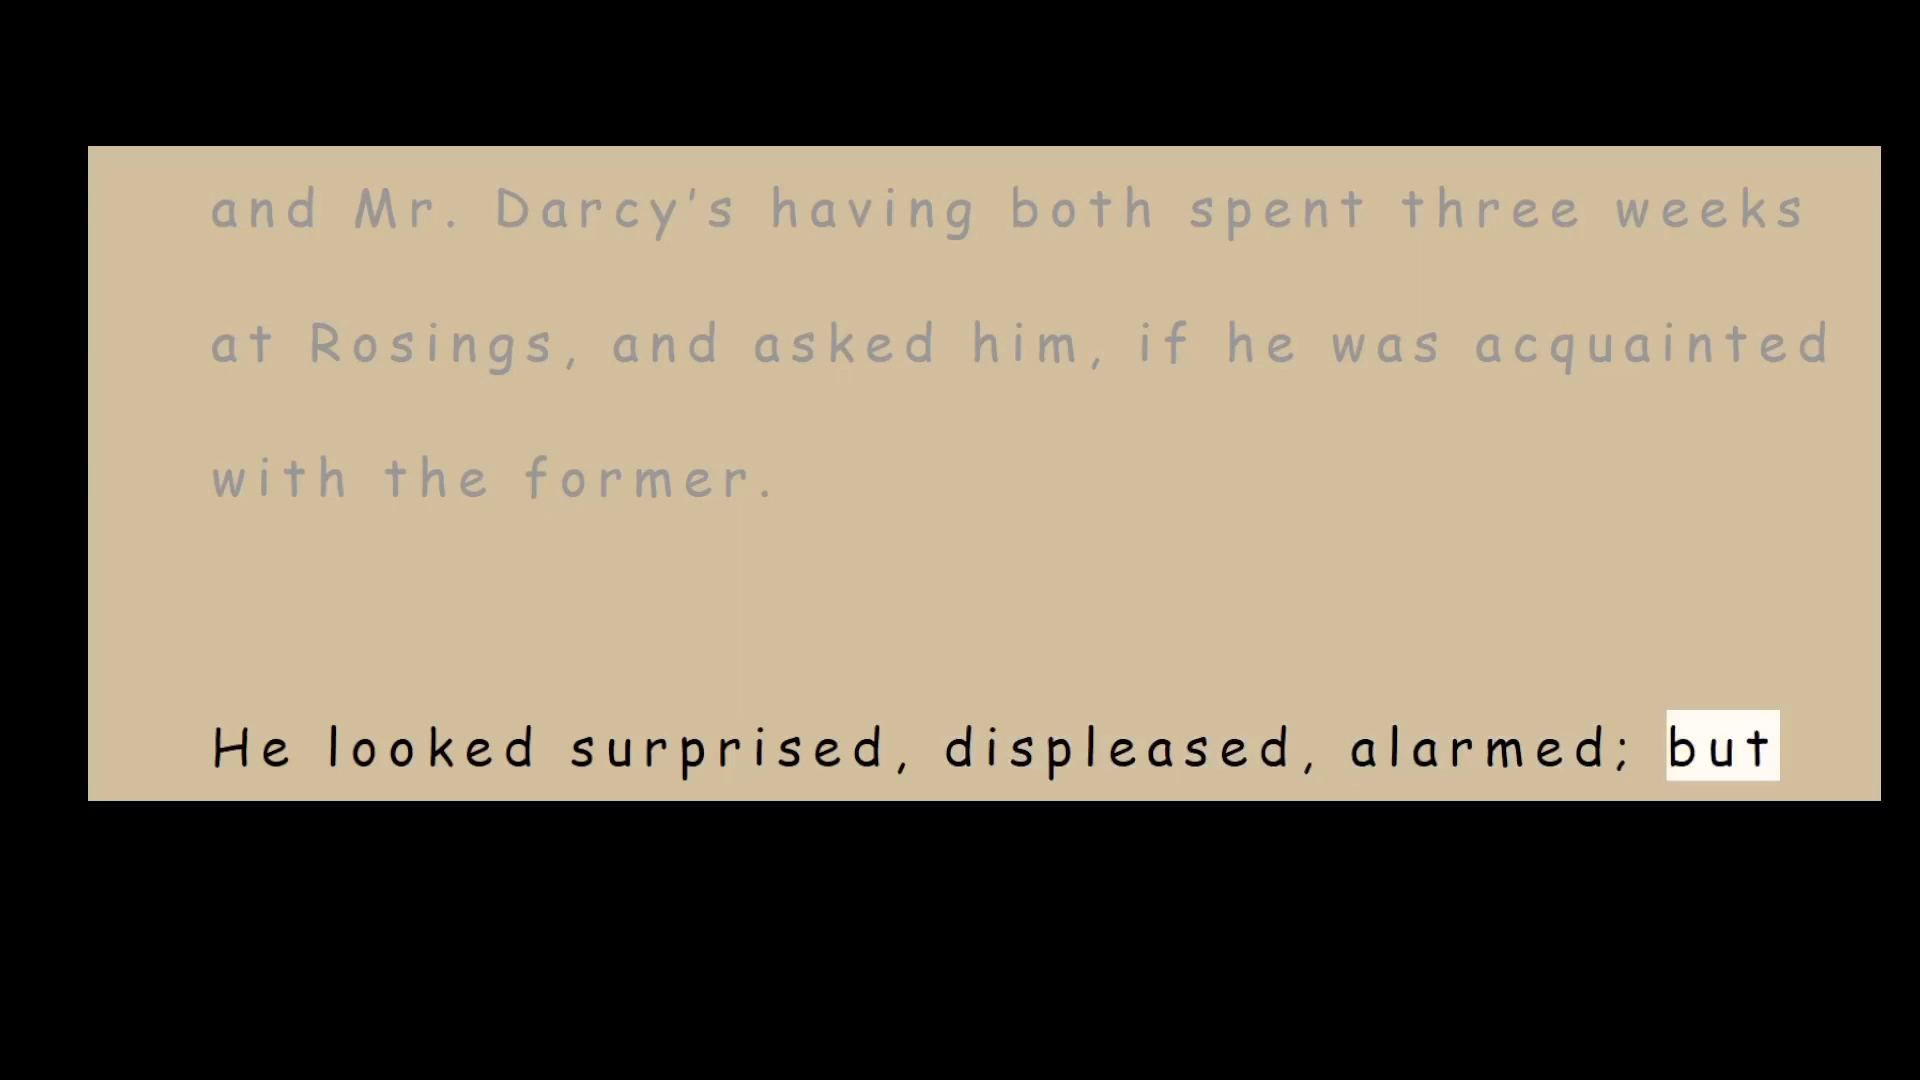 and Mr. Darcy's having both spent three weeks
at Rosings, and asked him, if he was acquainted
with the former.
He looked surprised, displeased, alarmed; but